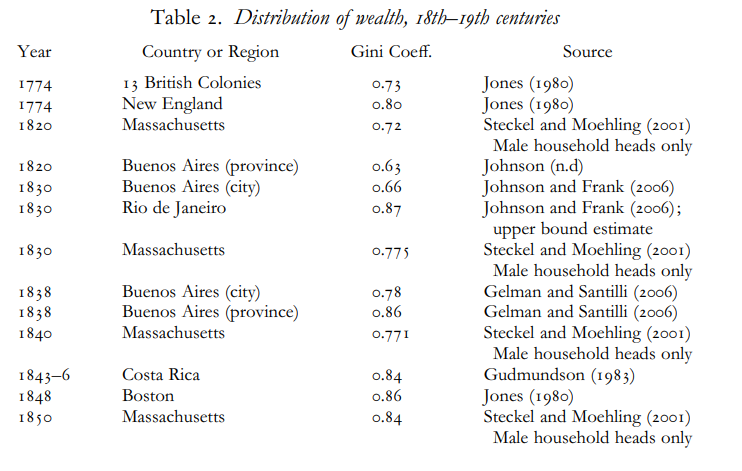 Table 2. Distribution of wealth, 18th–19th centuries
Year Country or Region Gini Coeff. Source
1774 13 British Colonies 0.73 Jones (1980)
1774 New England 0.80 Jones (1980)
1820 Massachusetts 0.72 Steckel and Moehling (2001)
Male household heads only
1820 Buenos Aires (province) 0.63 Johnson (n.d)
1830 Buenos Aires (city) 0.66 Johnson and Frank (2006)
1830 Rio de Janeiro 0.87 Johnson and Frank (2006);
upper bound estimate
1830 Massachusetts 0.775 Steckel and Moehling (2001)
Male household heads only
1838 Buenos Aires (city) 0.78 Gelman and Santilli (2006)
1838 Buenos Aires (province) 0.86 Gelman and Santilli (2006)
1840 Massachusetts 0.771 Steckel and Moehling (2001)
Male household heads only
1843–6 Costa Rica 0.84 Gudmundson (1983)
1848 Boston 0.86 Jones (1980)
1850 Massachusetts 0.84 Steckel and Moehling (2001)
Male household heads only